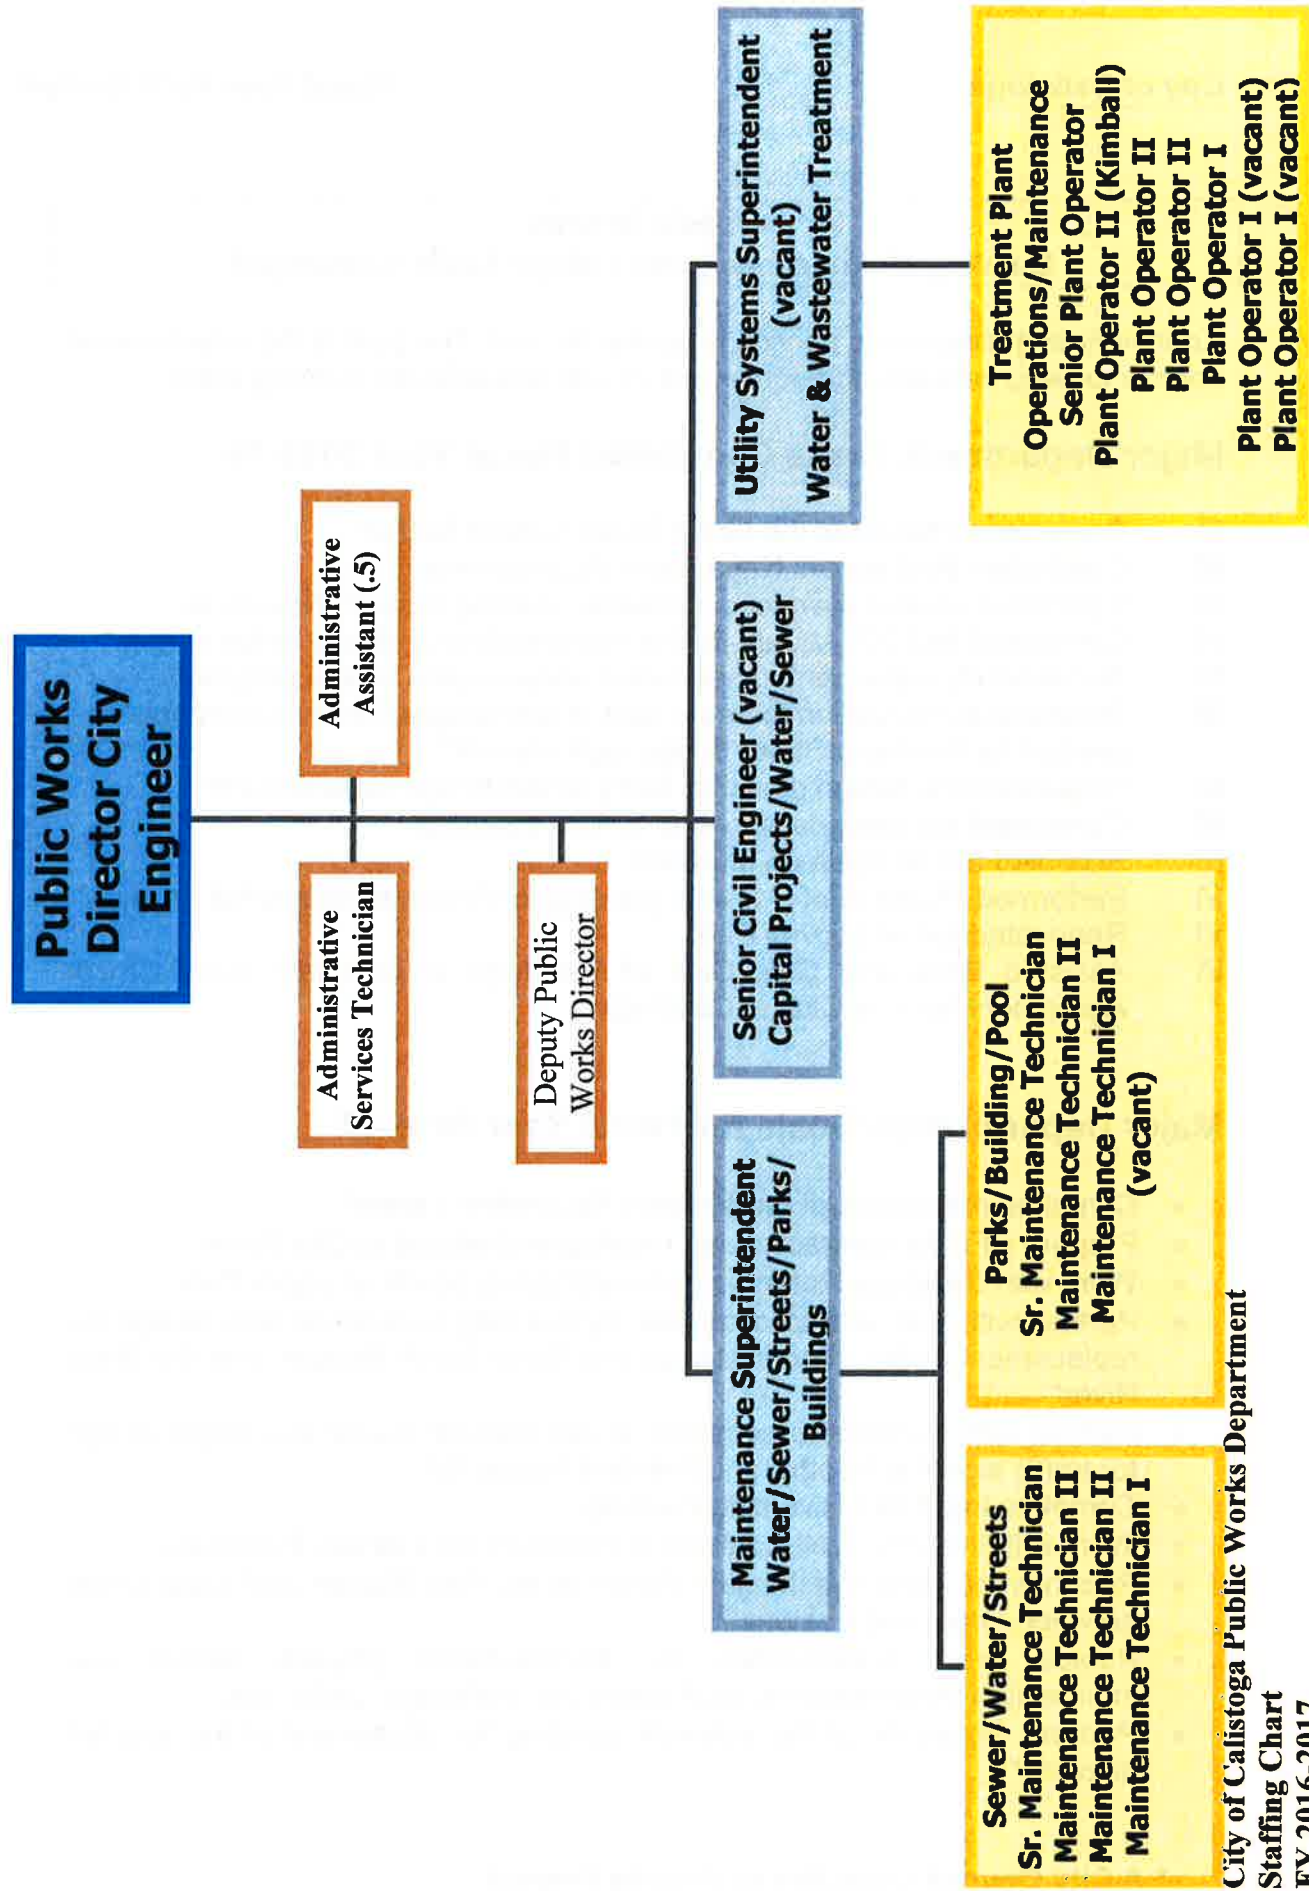 Public Works
Director City
Engineer
Administrative
Services Technician
Administrative
Assistant (.5)
Deputy Public
Works Director
Maintenance Superintendent
Water/Sewer/Streets/Parks/
Buildings
Senior Civil Engineer (vacant)
Capital Projects/Water/Sewer
Utility Systems Superintendent
(vacant)
Water & Wastewater Treatment
Sewer/Water/Streets
Sr. Maintenance Technician
Maintenance Technician II
Maintenance Technician II
Maintenance Technician I
Parks/Building/Pool
Sr. Maintenance Technician
Maintenance Technician II
Maintenance Technician I
(vacant)
Treatment Plant
Operations/Maintenance
Senior Plant Operator
Plant Operator II (Kimball)
Plant Operator II
Plant Operator II
Plant Operator I
Plant Operator I (vacant)
Plant Operator I (vacant)
City of Calistoga Public Works Department
Staffing Chart
FY 2016-2017